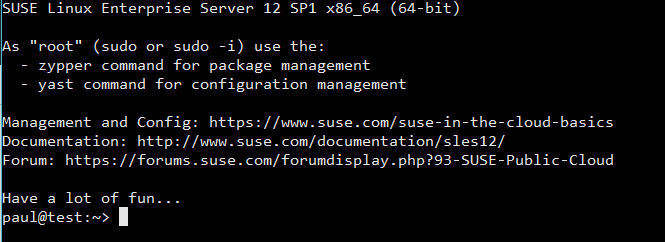 SUSE Linux Enterprise Server 12 SP1 x86_64 (64-bit)
As "root" (sudo or sudo -i) use the:
- zypper command for package management
- yast command for configuration management
Management and Config: https://www.suse.com/suse-in-the-cloud-basics
Documentation: http://www.suse.com/documentation/sles12/
Forum: https://forums.suse.com/forumdisplay.php?93-SUSE-Public-Cloud
Have a lot of fun...
paul@test:~>